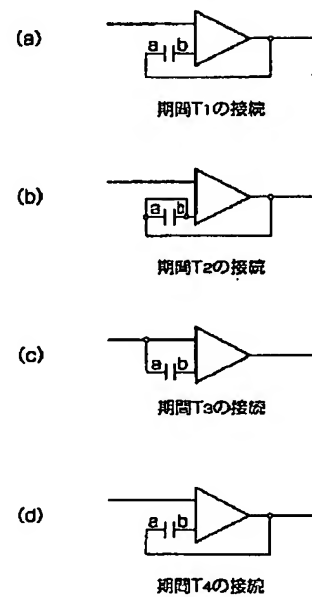 (a)
a b
期間T1の接続
(b)
a b
期間T2の接続
(c)
a b
期間T3の接続
(d)
a b
期間T4の接続